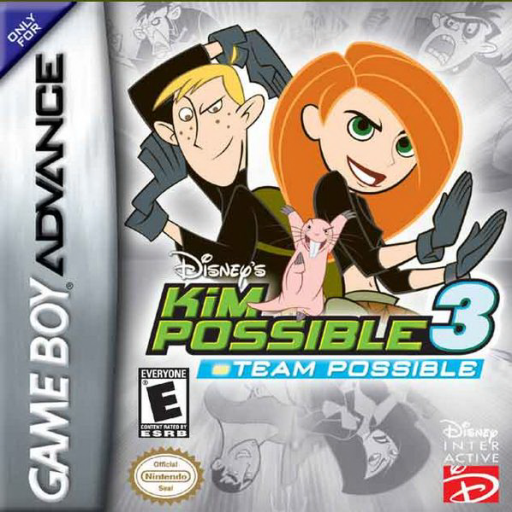 ONLY
FOR
GAME BOY ADVANCE
Disney's
KiM
POSSIBLE 3
TEAM POSSIBLE
EVERYONE
E
CONTENT RATED BY
ESRB
Official
Nintendo
Seal
Disney
INTER
ACTIVE
D